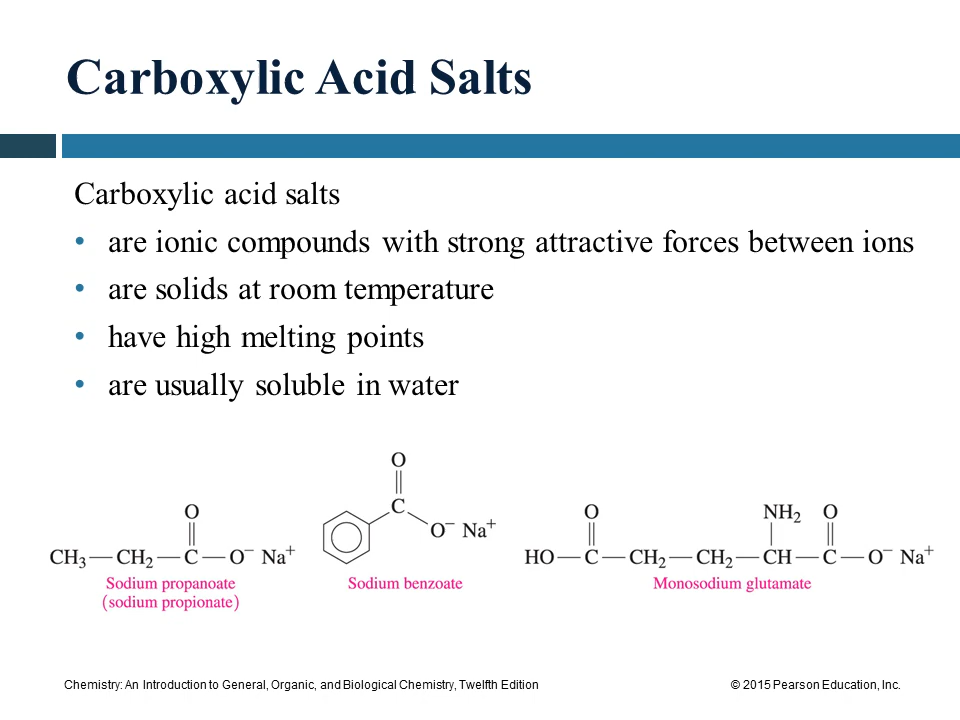 Carboxylic Acid Salts
Carboxylic acid salts
• are ionic compounds with strong attractive forces between ions
• are solids at room temperature
• have high melting points
• are usually soluble in water
O
CH₃—CH₂—C—O⁻ Na⁺
Sodium propanoate
(sodium propionate)
O
C
O⁻ Na⁺
Sodium benzoate
O NH₂ O
HO—C—CH₂—CH₂—CH—C—O⁻ Na⁺
Monosodium glutamate
Chemistry: An Introduction to General, Organic, and Biological Chemistry, Twelfth Edition
© 2015 Pearson Education, Inc.